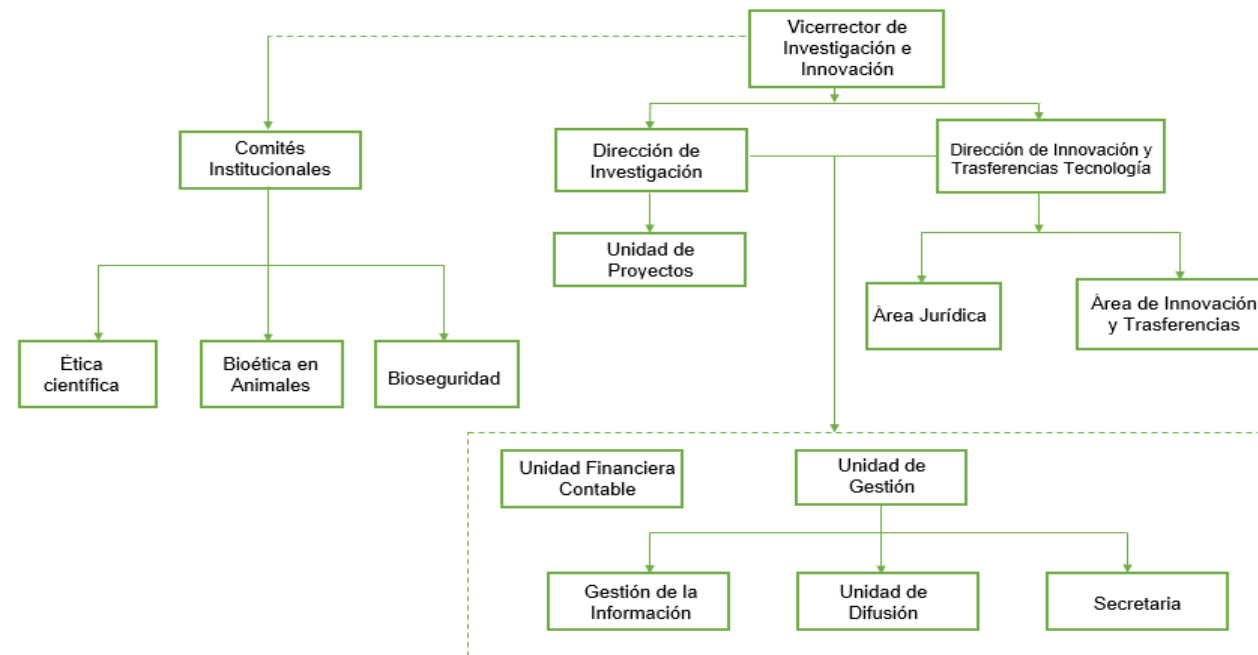 Vicerrector de
Investigación e
Innovación
Comités
Institucionales
Dirección de
Investigación
Dirección de Innovación y
Trasferencias Tecnología
Unidad de
Proyectos
Área Jurídica
Área de Innovación
y Trasferencias
Ética
científica
Bioética en
Animales
Bioseguridad
Unidad Financiera
Contable
Unidad de
Gestión
Gestión de la
Información
Unidad de
Difusión
Secretaria